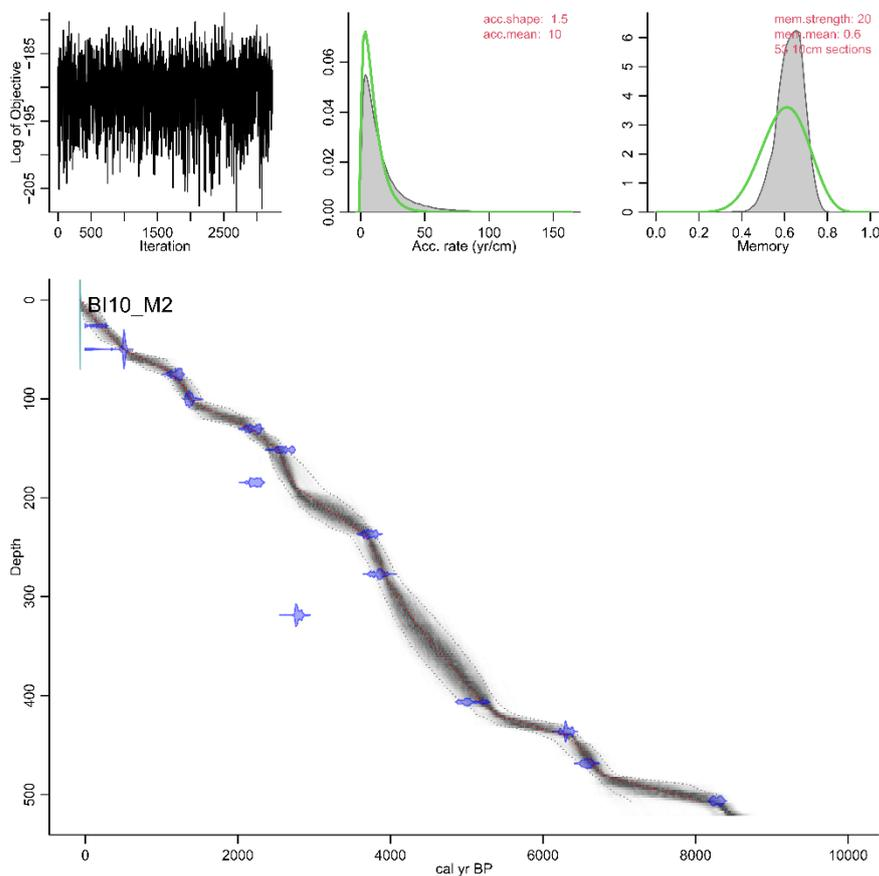 Log of Objective
-185
-195
-205
0 500 1500 2500
Iteration
acc.shape: 1.5
acc.mean: 10
0.06
0.04
0.02
0.00
0 50 100 150
Acc. rate (yr/cm)
mem.strength: 20
mem.mean: 0.6
53 10cm sections
6
5
4
3
2
1
0
0.0 0.2 0.4 0.6 0.8 1.0
Memory
BI10_M2
Depth
0
100
200
300
400
500
0 2000 4000 6000 8000 10000
cal yr BP